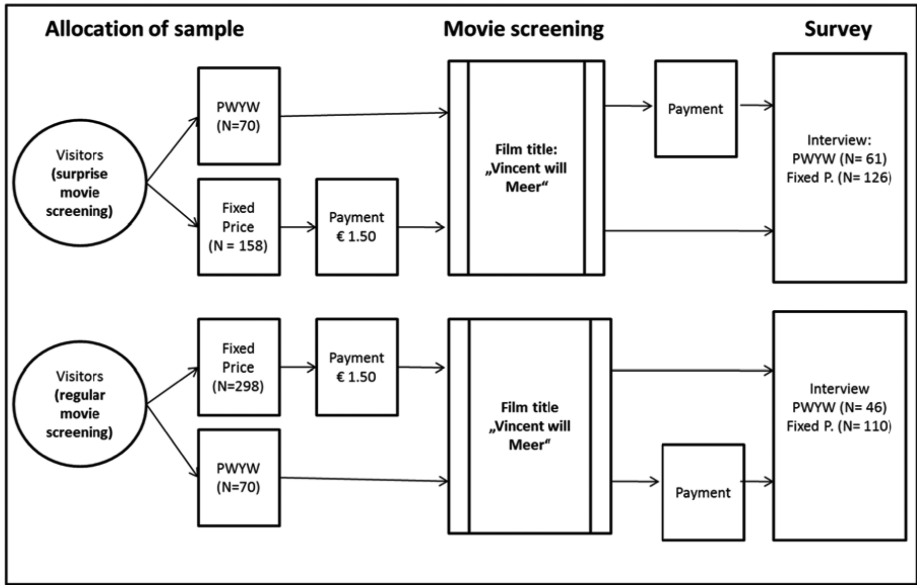 Allocation of sample
Movie screening
Survey
Visitors
(surprise
movie
screening)
PWYW
(N=70)
Fixed
Price
(N = 158)
Payment
€ 1.50
Film title:
„Vincent will
Meer“
Payment
Interview:
PWYW (N= 61)
Fixed P. (N= 126)
Visitors
(regular
movie
screening)
Fixed
Price
(N=298)
Payment
€ 1.50
PWYW
(N=70)
Film title
„Vincent will
Meer“
Payment
Interview
PWYW (N= 46)
Fixed P. (N= 110)